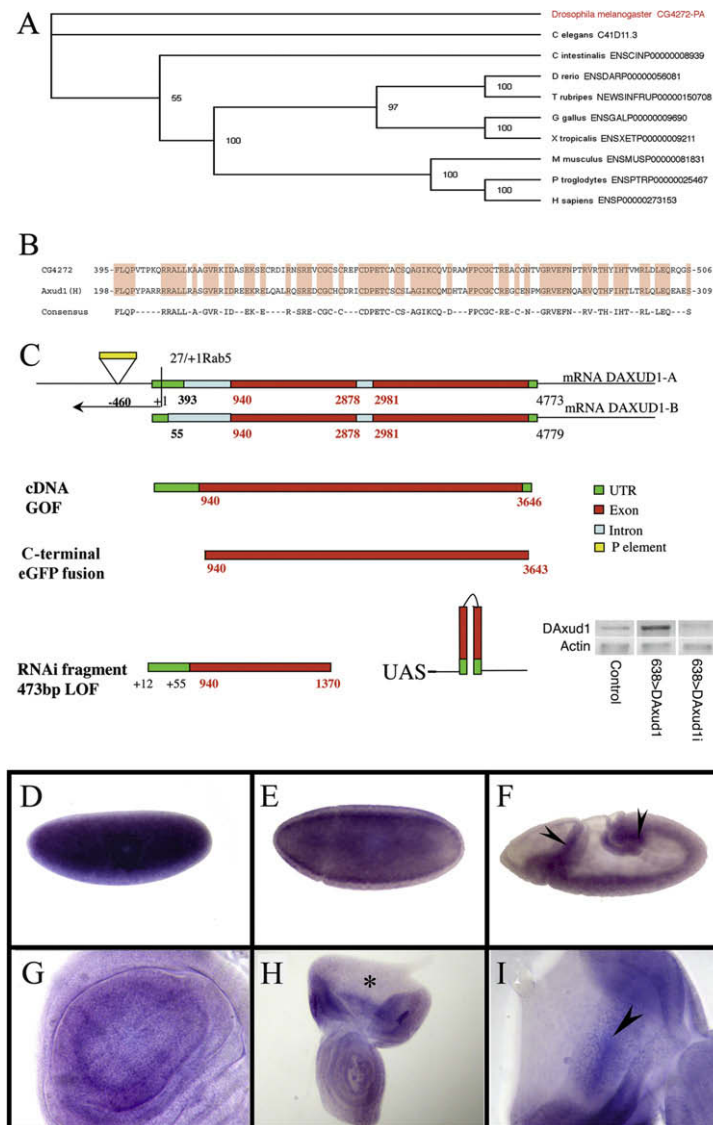 A
Drosophila melanogaster CG4272-PA
C elegans C41D11.3
C intestinalis ENSCINP00000008939
D rerio ENSDARP00000056081
T rubripes NEWSINFRUP00000150708
G gallus ENSGALP00000009690
X tropicalis ENSXETP00000009211
M musculus ENSMUSP00000081831
P troglodytes ENSPTRP00000025467
H sapiens ENSP00000273153
55
100
97
100
100
100
100
B
CG4272 395-FLQPVTPKQRRALLKAAGVRKIDASEKSECRDIRNSREVCGCSCREFCDPETCACSQAGIKCQVDRAMFPCGCTREACGNTVGRVEFNPTRVRTHYIHTVMRLDLEQRQGS-506
Axud1(H) 198-FLQPYPARRRRALLRASGVRRIDREEKRELQALRQSREDCGCHCDRICDPETCSCSLAGIKCQMDHTAFPCGCCREGCENPMGRVEFNQARVQTHFIHTLTRLQLEQEAES-309
Consensus FLQP-----RRALL-A-GVR-ID--EK-E----R-SRE-CGC-C---CDPETC-CS-AGIKCQ-D---FPCGC-RE-C-N--GRVEFN--RV-TH-IHT--RL-LEQ----S
C
27/+1Rab5
mRNA DAXUD1-A
-460
+1
393
940
2878
2981
4773
mRNA DAXUD1-B
55
940
2878
2981
4779
cDNA
GOF
940
3646
UTR
Exon
Intron
P element
C-terminal
eGFP fusion
940
3643
RNAi fragment
473bp LOF
+12
+55
940
1370
UAS
DAxud1
Actin
Control
638>DAxud1
638>DAxud1i
D
E
F
G
H
*
I